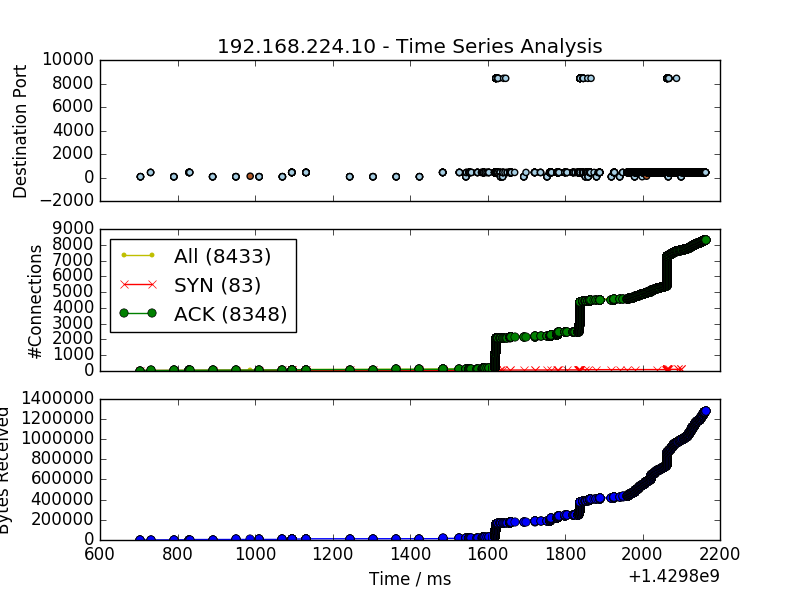 192.168.224.10 - Time Series Analysis
10000
8000
6000
4000
2000
0
−2000
Destination Port
9000
8000
7000
6000
5000
4000
3000
2000
1000
0
#Connections
All (8433)
SYN (83)
ACK (8348)
1400000
1200000
1000000
800000
600000
400000
200000
0
Bytes Received
600 800 1000 1200 1400 1600 1800 2000 2200
Time / ms
+1.4298e9